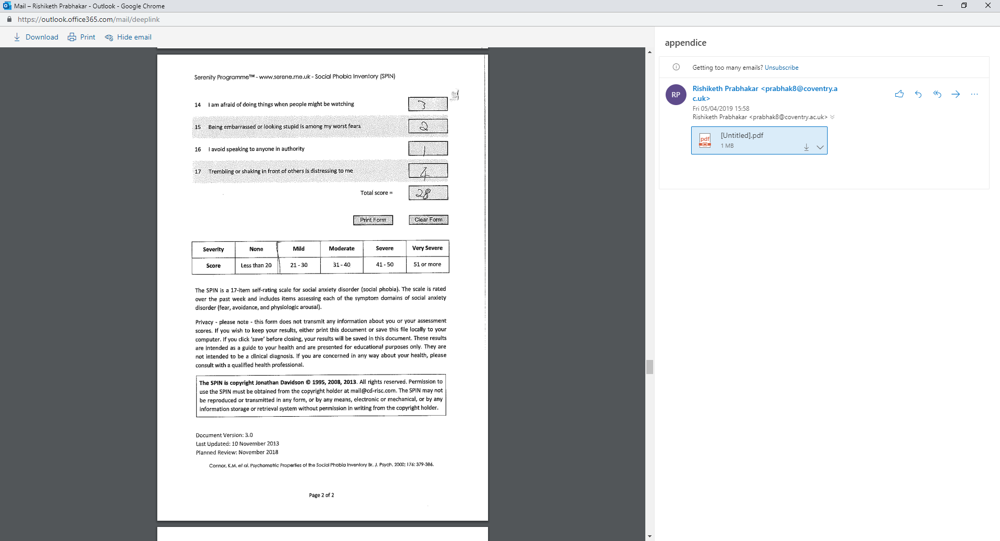 Mail – Rishiketh Prabhakar - Outlook - Google Chrome
https://outlook.office365.com/mail/deeplink
Download Print Hide email
Serenity Programme™ - www.serene.me.uk - Social Phobia Inventory (SPIN)
14 I am afraid of doing things when people might be watching 3
15 Being embarrassed or looking stupid is among my worst fears 2
16 I avoid speaking to anyone in authority 1
17 Trembling or shaking in front of others is distressing to me 4
Total score = 28
Print Form Clear Form
Severity None Mild Moderate Severe Very Severe
Score Less than 20 21 - 30 31 - 40 41 - 50 51 or more
The SPIN is a 17-item self-rating scale for social anxiety disorder (social phobia). The scale is rated
over the past week and includes items assessing each of the symptom domains of social anxiety
disorder (fear, avoidance, and physiologic arousal).
Privacy - please note - this form does not transmit any information about you or your assessment
scores. If you wish to keep your results, either print this document or save this file locally to your
computer. If you click ‘save’ before closing, your results will be saved in this document. These results
are intended as a guide to your health and are presented for educational purposes only. They are
not intended to be a clinical diagnosis. If you are concerned in any way about your health, please
consult with a qualified health professional.
The SPIN is copyright Jonathan Davidson © 1995, 2008, 2013. All rights reserved. Permission to
use the SPIN must be obtained from the copyright holder at mail@cd-risc.com. The SPIN may not
be reproduced or transmitted in any form, or by any means, electronic or mechanical, or by any
information storage or retrieval system without permission in writing from the copyright holder.
Document Version: 3.0
Last Updated: 10 November 2013
Planned Review: November 2018
Connor, K.M. et al. Psychometric Properties of the Social Phobia Inventory Br. J. Psych. 2000; 176: 379-386.
Page 2 of 2
appendice
Getting too many emails? Unsubscribe
RP
Rishiketh Prabhakar <prabhak8@coventry.a
c.uk>
Fri 05/04/2019 15:58
Rishiketh Prabhakar <prabhak8@coventry.ac.uk>
pdf
[Untitled].pdf
1 MB